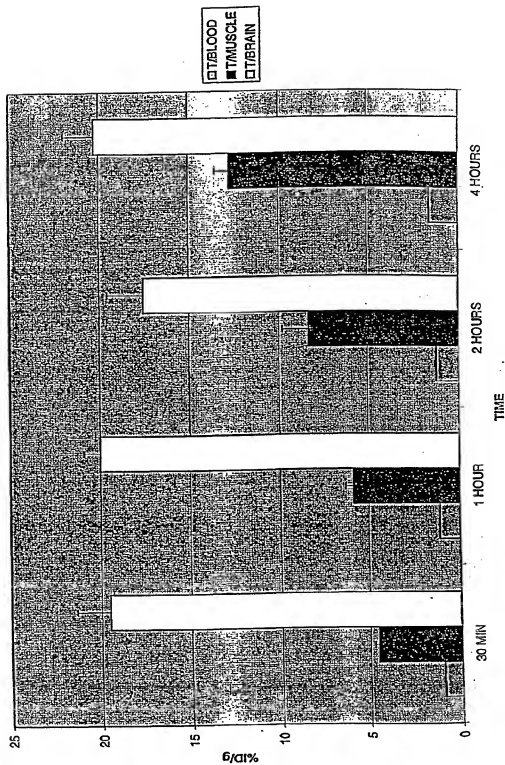 25
20
15
10
5
0
%ID/g
30 MIN
1 HOUR
2 HOURS
4 HOURS
TIME
T/BLOOD
T/MUSCLE
T/BRAIN